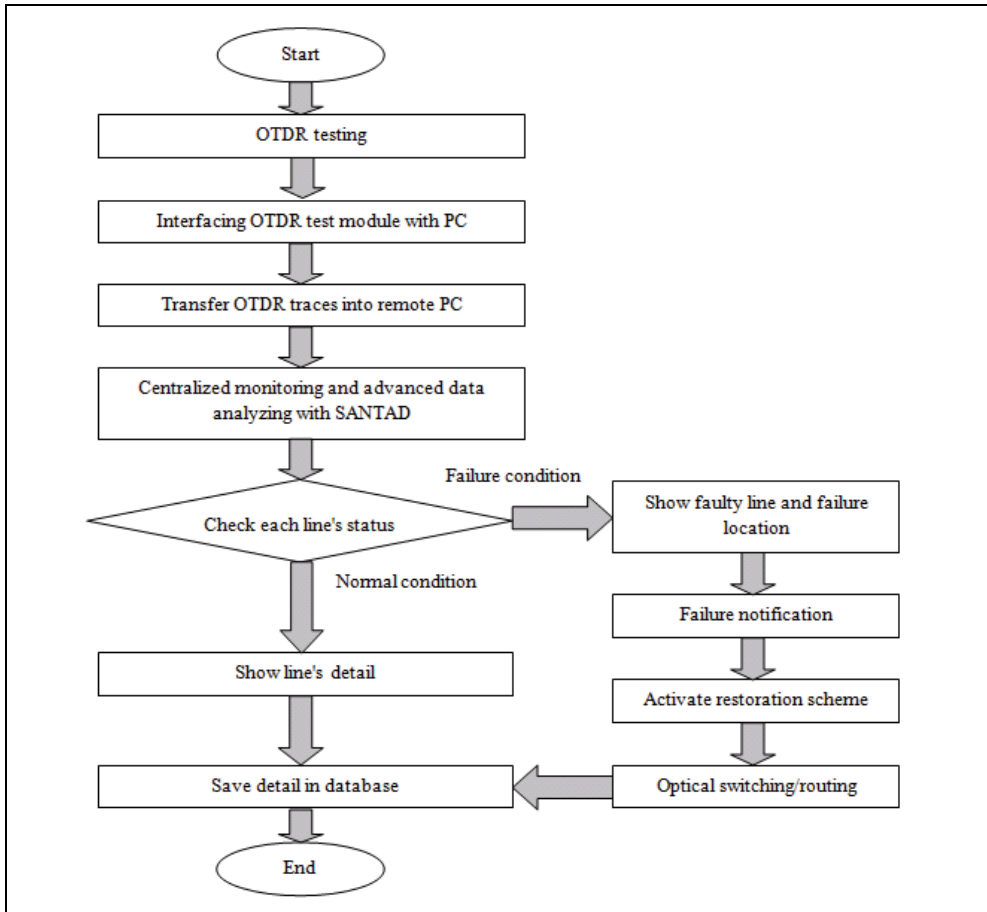 Start
OTDR testing
Interfacing OTDR test module with PC
Transfer OTDR traces into remote PC
Centralized monitoring and advanced data
analyzing with SANTAD
Check each line's status
Failure condition
Show faulty line and failure
location
Failure notification
Activate restoration scheme
Optical switching/routing
Normal condition
Show line's detail
Save detail in database
End